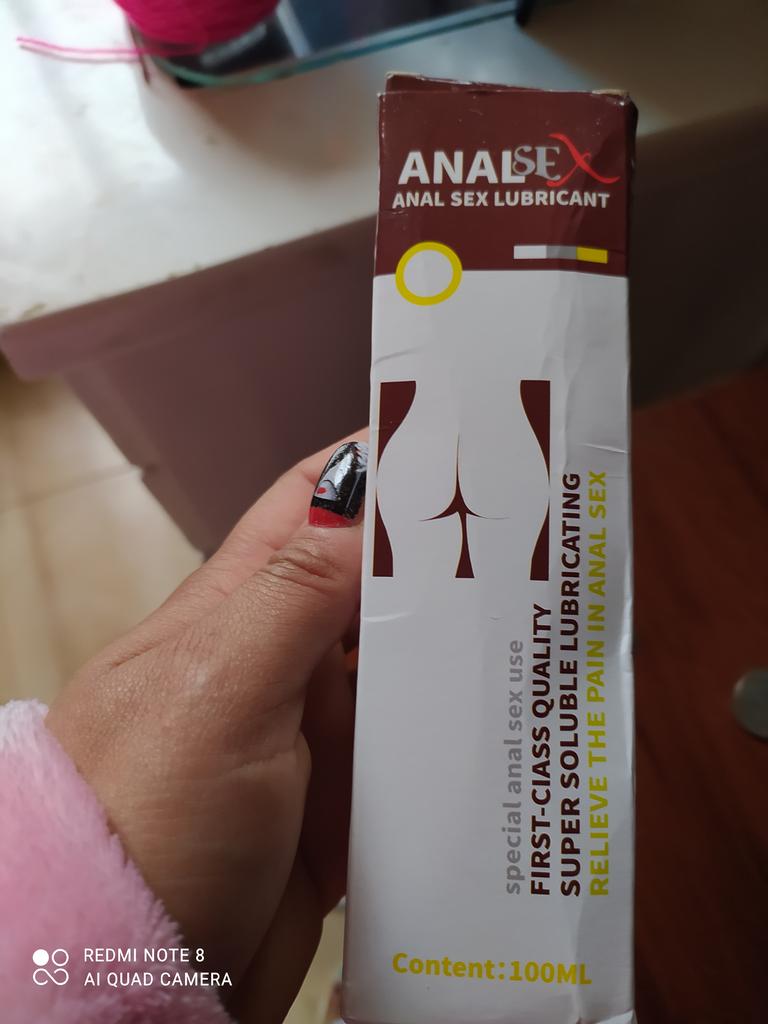 ANALSEX
ANAL SEX LUBRICANT
special anal sex use
FIRST-CIASS QUALITY
SUPER SOLUBLE LUBRICATING
RELIEVE THE PAIN IN ANAL SEX
Content:100ML
REDMI NOTE 8
AI QUAD CAMERA